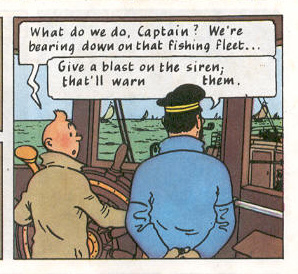 What do we do, Captain? We're
bearing down on that fishing fleet...
Give a blast on the siren;
that'll warn them.